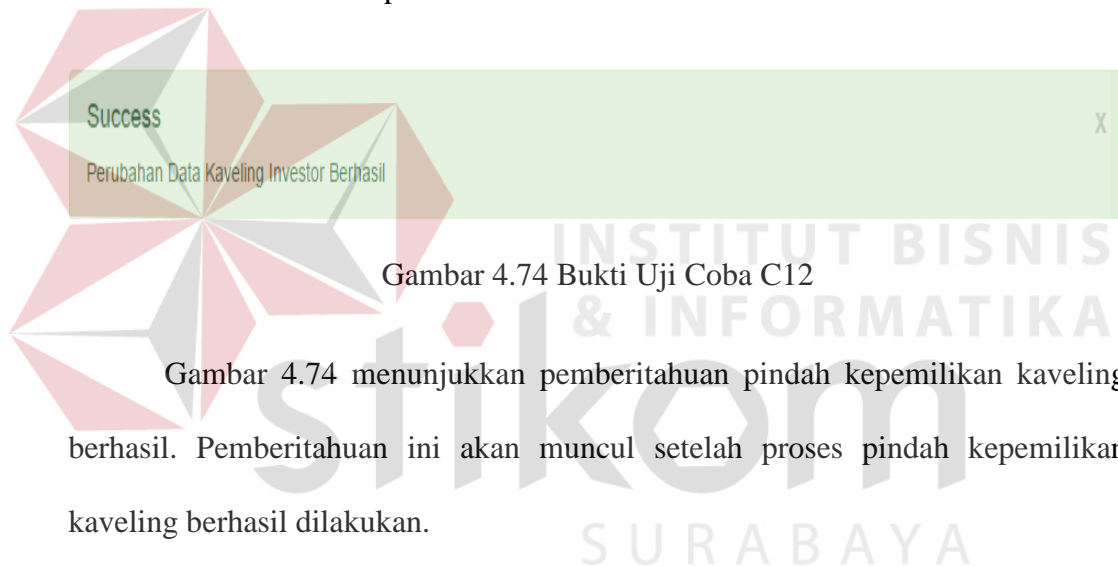 Success
X
Perubahan Data Kaveling Investor Berhasil
INSTITUT BISNIS
Gambar 4.74 Bukti Uji Coba C12
& INFORMATIKA
stikom
Gambar 4.74 menunjukkan pemberitahuan pindah kepemilikan kaveling
berhasil. Pemberitahuan ini akan muncul setelah proses pindah kepemilikan
kaveling berhasil dilakukan.
SURABAYA